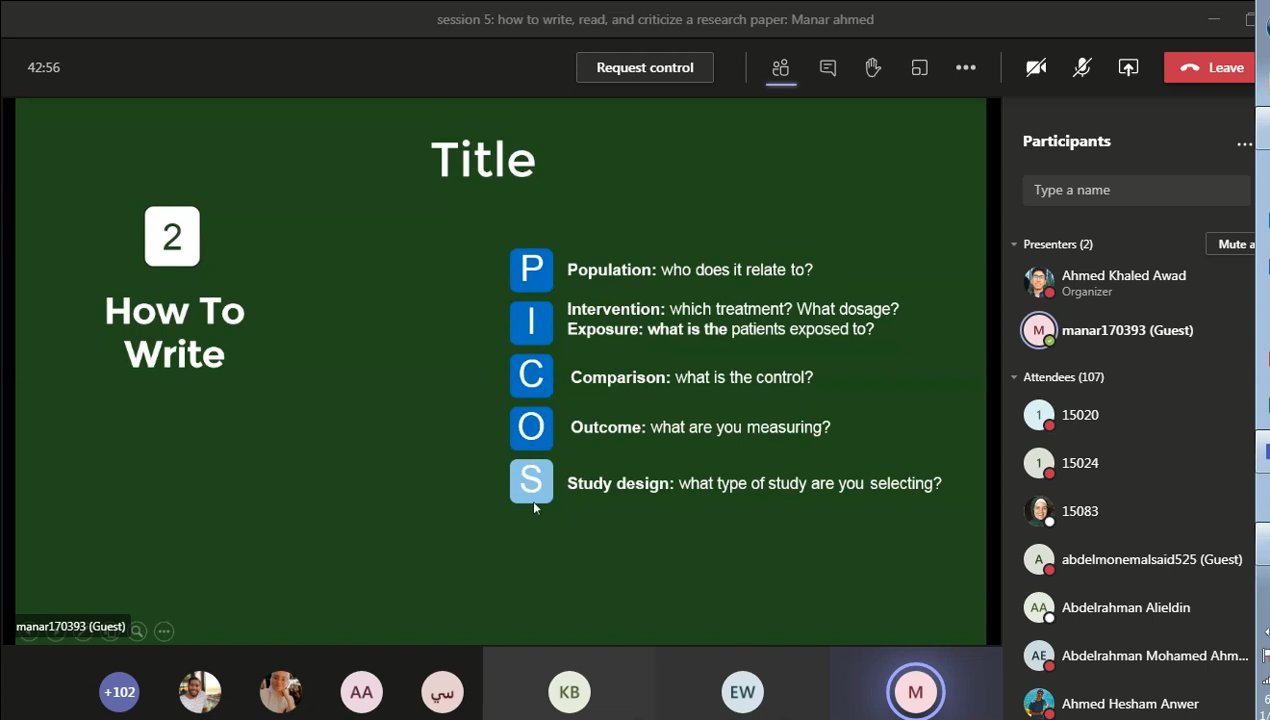 session 5: how to write, read, and criticize a research paper: Manar ahmed
42:56
Request control
Leave
Title
2
How To
Write
P
Population: who does it relate to?
I
Intervention: which treatment? What dosage?
Exposure: what is the patients exposed to?
C
Comparison: what is the control?
O
Outcome: what are you measuring?
S
Study design: what type of study are you selecting?
manar170393 (Guest)
Participants
Type a name
Presenters (2)
Mute a
Ahmed Khaled Awad
Organizer
M
manar170393 (Guest)
Attendees (107)
1
15020
1
15024
15083
A
abdelmonemalsaid525 (Guest)
AA
Abdelrahman Alieldin
AE
Abdelrahman Mohamed Ahm...
Ahmed Hesham Anwer
+102
AA
سي
KB
EW
M